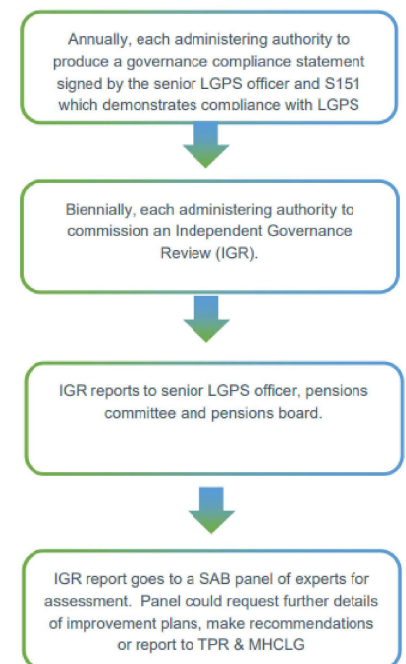 Annually, each administering authority to
produce a governance compliance statement
signed by the senior LGPS officer and S151
which demonstrates compliance with LGPS
Biennially, each administering authority to
commission an Independent Governance
Review (IGR).
IGR reports to senior LGPS officer, pensions
committee and pensions board.
IGR report goes to a SAB panel of experts for
assessment. Panel could request further details
of improvement plans, make recommendations
or report to TPR & MHCLG